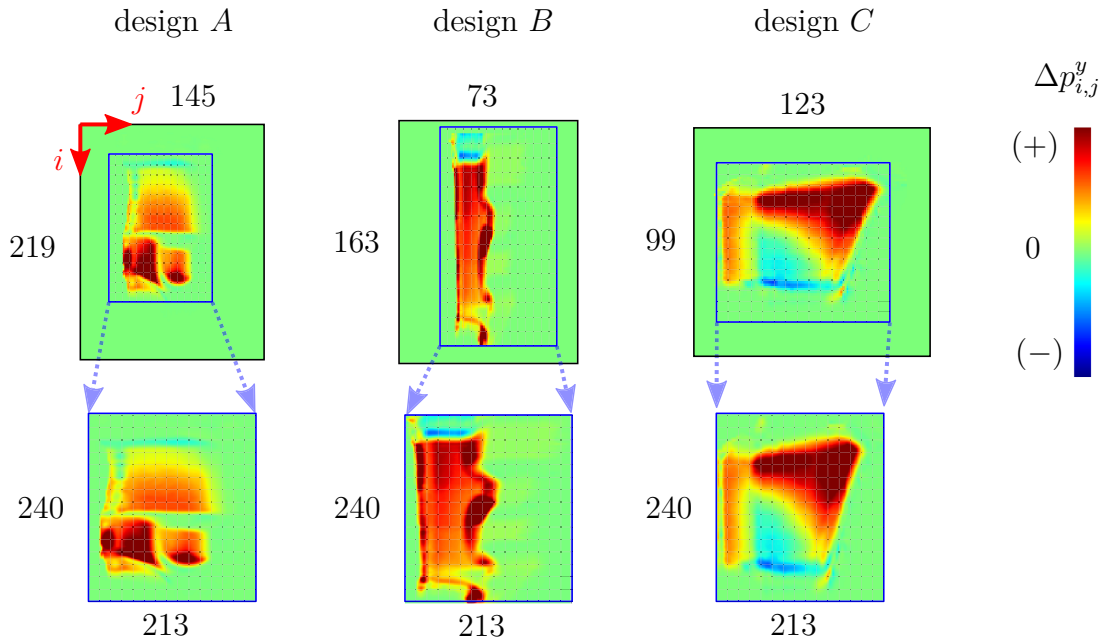 design A
design B
design C
145
73
123
j
i
219
163
99
Δp^y_{i,j}
(+)
0
(−)
240
240
240
213
213
213